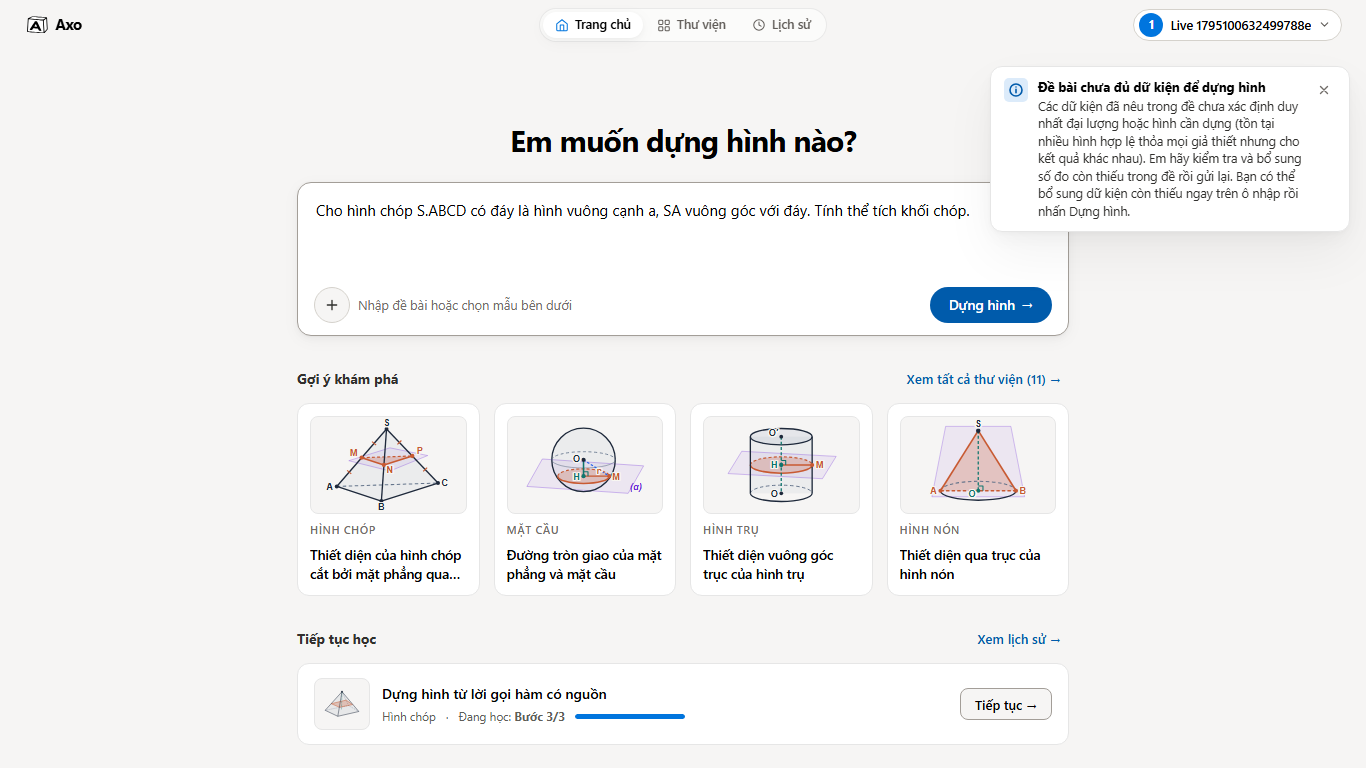 Axo
Trang chủ
Thư viện
Lịch sử
1
Live 1795100632499788e
Đề bài chưa đủ dữ kiện để dựng hình
Các dữ kiện đã nêu trong đề chưa xác định duy
nhất đại lượng hoặc hình cần dựng (tồn tại
nhiều hình hợp lệ thỏa mọi giả thiết nhưng cho
kết quả khác nhau). Em hãy kiểm tra và bổ sung
số đo còn thiếu trong đề rồi gửi lại. Bạn có thể
bổ sung dữ kiện còn thiếu ngay trên ô nhập rồi
nhấn Dựng hình.
Em muốn dựng hình nào?
Cho hình chóp S.ABCD có đáy là hình vuông cạnh a, SA vuông góc với đáy. Tính thể tích khối chóp.
Nhập đề bài hoặc chọn mẫu bên dưới
Dựng hình →
Gợi ý khám phá
Xem tất cả thư viện (11) →
S
M
P
N
A
C
B
HÌNH CHÓP
Thiết diện của hình chóp
cắt bởi mặt phẳng qua...
O
r
H
M
(α)
MẶT CẦU
Đường tròn giao của mặt
phẳng và mặt cầu
O'
H
M
O
HÌNH TRỤ
Thiết diện vuông góc
trục của hình trụ
S
A
O
B
HÌNH NÓN
Thiết diện qua trục của
hình nón
Tiếp tục học
Xem lịch sử →
Dựng hình từ lời gọi hàm có nguồn
Hình chóp · Đang học: Bước 3/3
Tiếp tục →